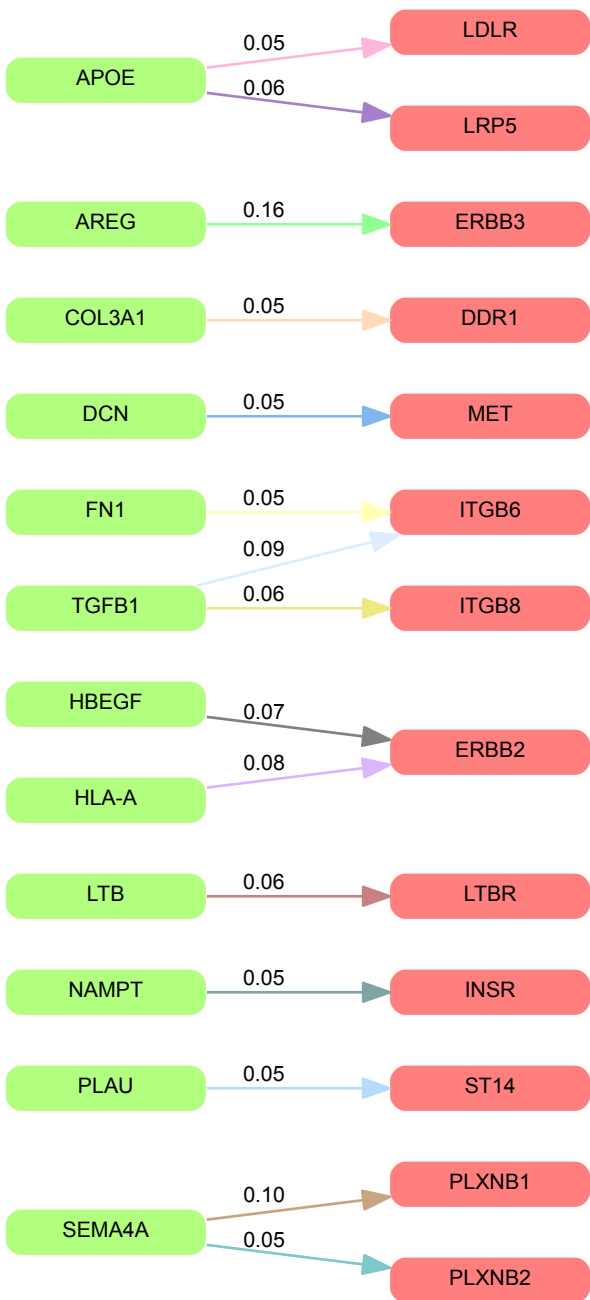 APOE
0.05
LDLR
0.06
LRP5
AREG
0.16
ERBB3
COL3A1
0.05
DDR1
DCN
0.05
MET
FN1
0.05
ITGB6
0.09
TGFB1
0.06
ITGB8
HBEGF
0.07
ERBB2
HLA-A
0.08
LTB
0.06
LTBR
NAMPT
0.05
INSR
PLAU
0.05
ST14
SEMA4A
0.10
PLXNB1
0.05
PLXNB2